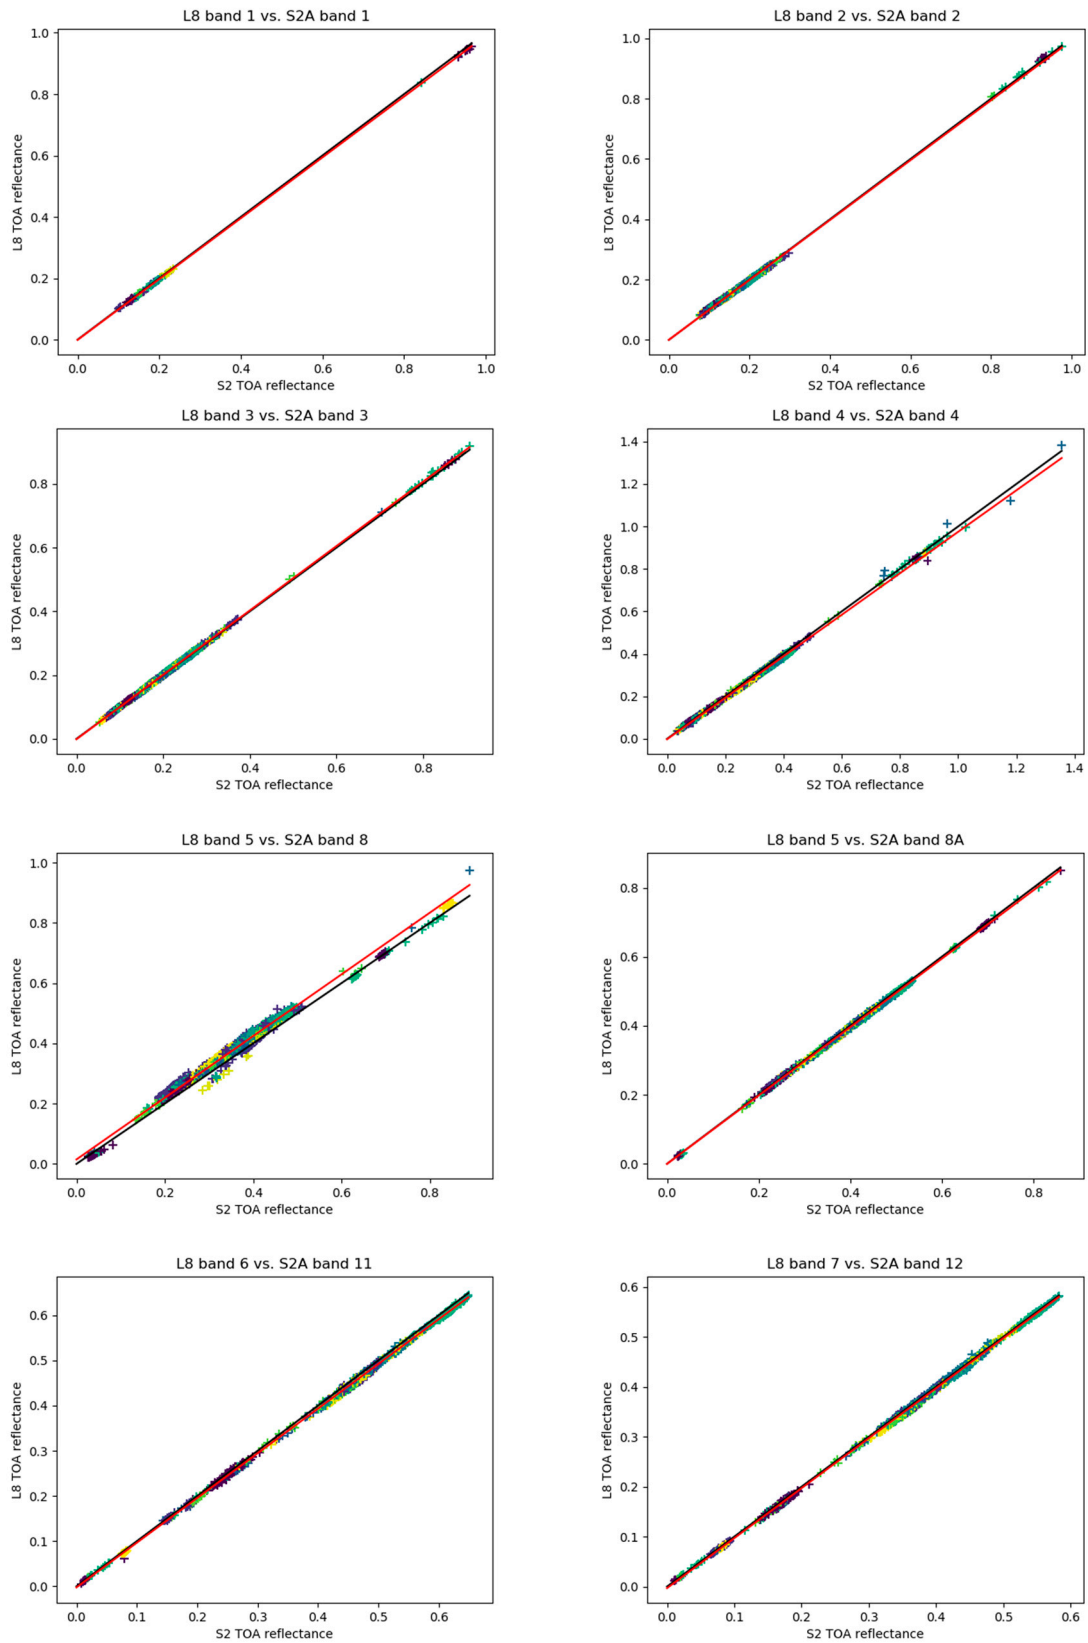 L8 band 1 vs. S2A band 1
1.0
0.8
0.6
0.4
0.2
0.0
L8 TOA reflectance
0.0 0.2 0.4 0.6 0.8 1.0
S2 TOA reflectance
L8 band 2 vs. S2A band 2
1.0
0.8
0.6
0.4
0.2
0.0
L8 TOA reflectance
0.0 0.2 0.4 0.6 0.8 1.0
S2 TOA reflectance
L8 band 3 vs. S2A band 3
0.8
0.6
0.4
0.2
0.0
L8 TOA reflectance
0.0 0.2 0.4 0.6 0.8
S2 TOA reflectance
L8 band 4 vs. S2A band 4
1.4
1.2
1.0
0.8
0.6
0.4
0.2
0.0
L8 TOA reflectance
0.0 0.2 0.4 0.6 0.8 1.0 1.2 1.4
S2 TOA reflectance
L8 band 5 vs. S2A band 8
1.0
0.8
0.6
0.4
0.2
0.0
L8 TOA reflectance
0.0 0.2 0.4 0.6 0.8
S2 TOA reflectance
L8 band 5 vs. S2A band 8A
0.8
0.6
0.4
0.2
0.0
L8 TOA reflectance
0.0 0.2 0.4 0.6 0.8
S2 TOA reflectance
L8 band 6 vs. S2A band 11
0.6
0.5
0.4
0.3
0.2
0.1
0.0
L8 TOA reflectance
0.0 0.1 0.2 0.3 0.4 0.5 0.6
S2 TOA reflectance
L8 band 7 vs. S2A band 12
0.6
0.5
0.4
0.3
0.2
0.1
0.0
L8 TOA reflectance
0.0 0.1 0.2 0.3 0.4 0.5 0.6
S2 TOA reflectance